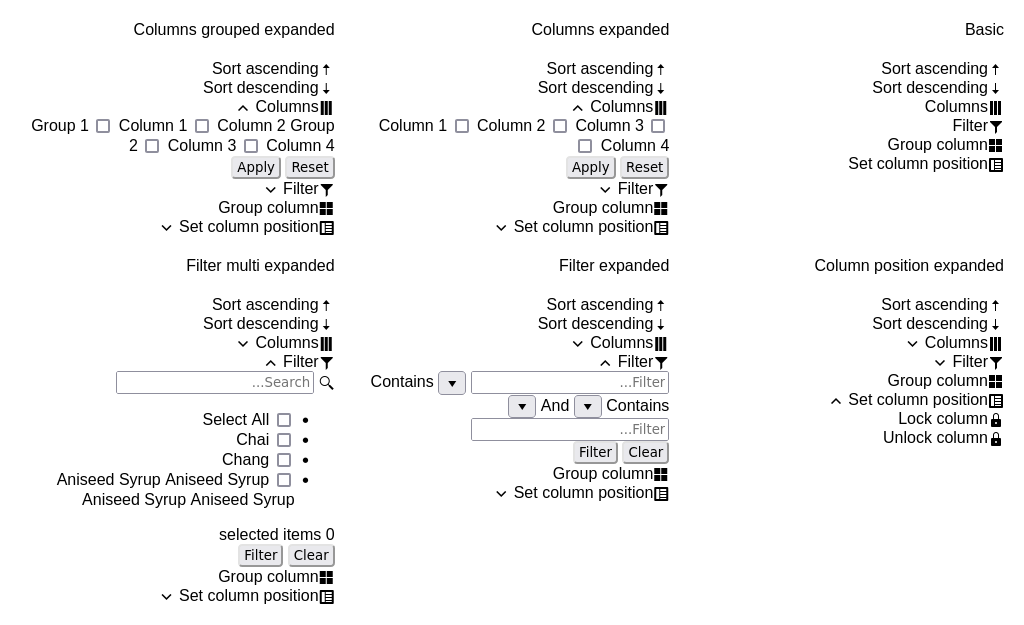 Columns grouped expanded
Sort ascending
Sort descending
Columns
Group 1 Column 1 Column 2 Group
2 Column 3 Column 4
Apply Reset
Filter
Group column
Set column position
Columns expanded
Sort ascending
Sort descending
Columns
Column 1 Column 2 Column 3
Column 4
Apply Reset
Filter
Group column
Set column position
Basic
Sort ascending
Sort descending
Columns
Filter
Group column
Set column position
Filter multi expanded
Sort ascending
Sort descending
Columns
Filter
...Search
Select All
Chai
Chang
Aniseed Syrup Aniseed Syrup
Aniseed Syrup Aniseed Syrup
selected items 0
Filter Clear
Group column
Set column position
Filter expanded
Sort ascending
Sort descending
Columns
Filter
Contains ...Filter
And Contains
...Filter
Filter Clear
Group column
Set column position
Column position expanded
Sort ascending
Sort descending
Columns
Filter
Group column
Set column position
Lock column
Unlock column